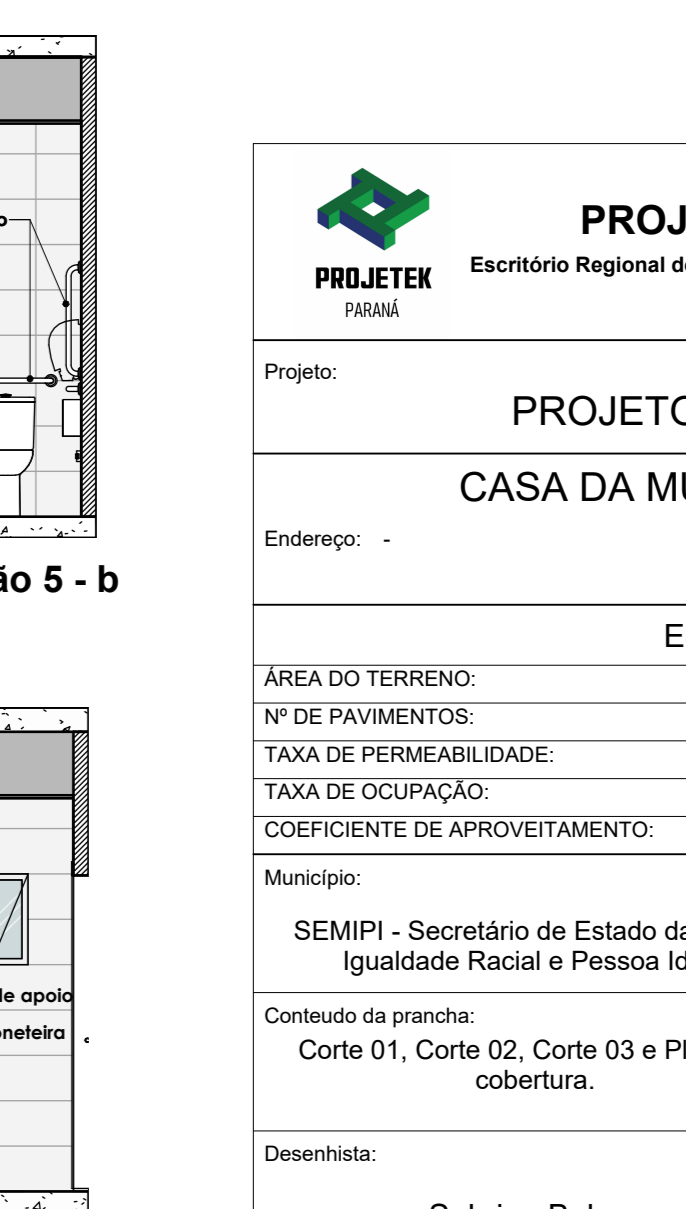 ão 5 - b
de apoio
neteira
PROJETEK
PARANÁ
PROJ
Escritório Regional d
Projeto:
PROJETO
CASA DA MU
Endereço: -
E
ÁREA DO TERRENO:
Nº DE PAVIMENTOS:
TAXA DE PERMEABILIDADE:
TAXA DE OCUPAÇÃO:
COEFICIENTE DE APROVEITAMENTO:
Município:
SEMIPI - Secretário de Estado da
Igualdade Racial e Pessoa Id
Conteudo da prancha:
Corte 01, Corte 02, Corte 03 e Pl
cobertura.
Desenhista: